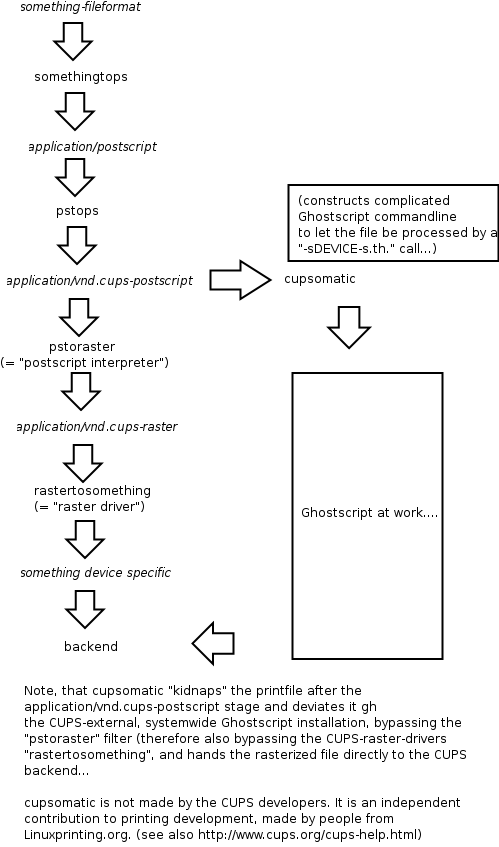 something-fileformat
somethingtops
application/postscript
pstops
application/vnd.cups-postscript
pstoraster
(= "postscript interpreter")
application/vnd.cups-raster
rastertosomething
(= "raster driver")
something device specific
backend
(constructs complicated
Ghostscript commandline
to let the file be processed by a
"-sDEVICE-s.th." call...)
cupsomatic
Ghostscript at work....
Note, that cupsomatic "kidnaps" the printfile after the
application/vnd.cups-postscript stage and deviates it gh
the CUPS-external, systemwide Ghostscript installation, bypassing the
"pstoraster" filter (therefore also bypassing the CUPS-raster-drivers
"rastertosomething", and hands the rasterized file directly to the CUPS
backend...
cupsomatic is not made by the CUPS developers. It is an independent
contribution to printing development, made by people from
Linuxprinting.org. (see also http://www.cups.org/cups-help.html)